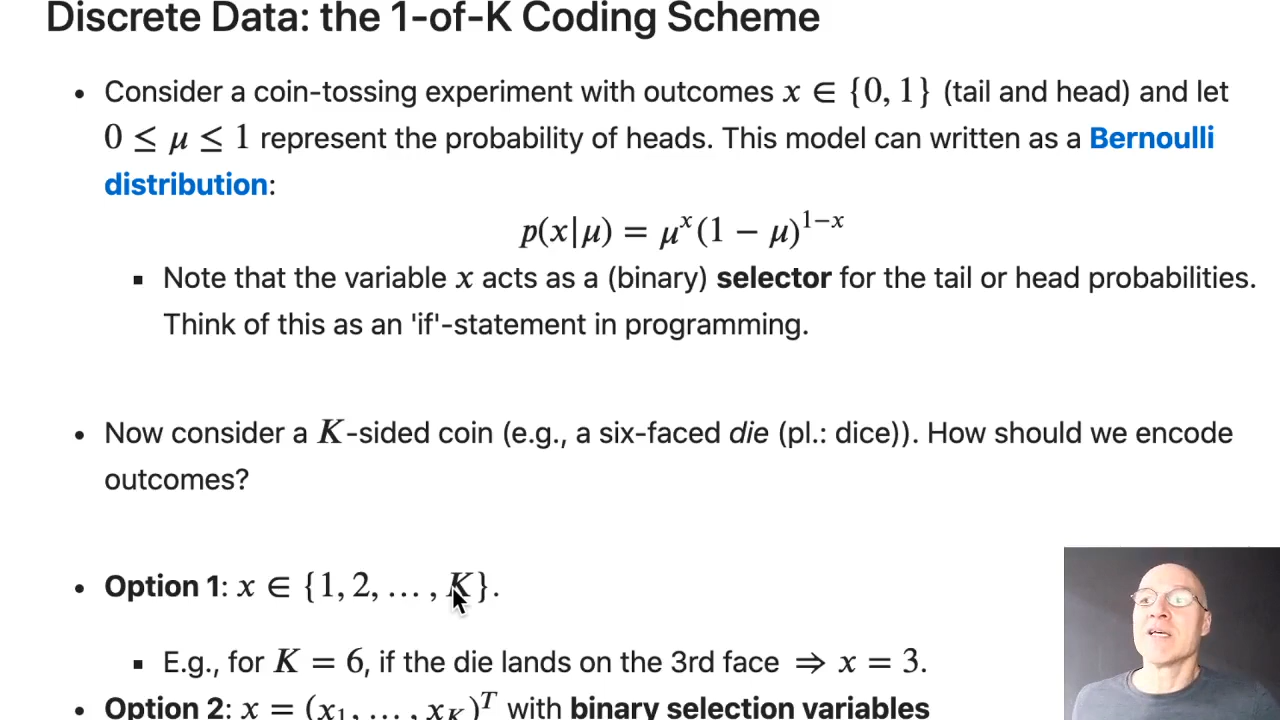 Discrete Data: the 1-of-K Coding Scheme
• Consider a coin-tossing experiment with outcomes x ∈ {0, 1} (tail and head) and let
0 ≤ μ ≤ 1 represent the probability of heads. This model can written as a Bernoulli
distribution:
p(x|μ) = μ^x (1 − μ)^{1−x}
▪ Note that the variable x acts as a (binary) selector for the tail or head probabilities.
Think of this as an 'if'-statement in programming.
• Now consider a K-sided coin (e.g., a six-faced die (pl.: dice)). How should we encode
outcomes?
• Option 1: x ∈ {1, 2, … , K}.
▪ E.g., for K = 6, if the die lands on the 3rd face ⇒ x = 3.
• Option 2: x = (x₁, … , x_K)^T with binary selection variables